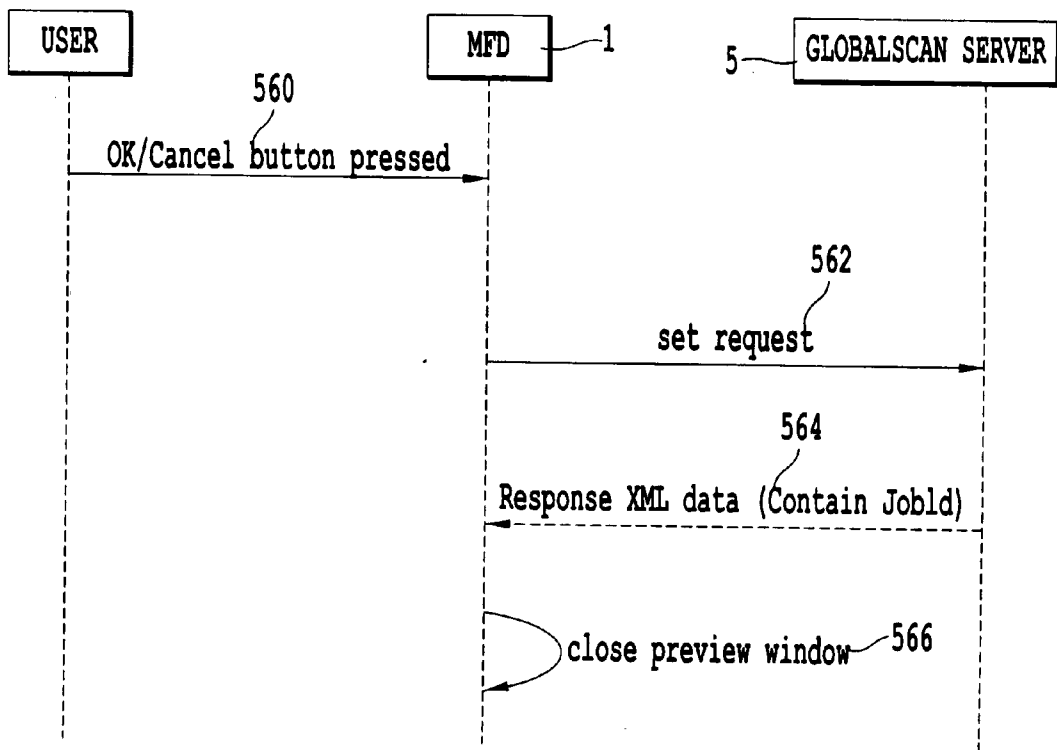 USER
MFD
1
5
GLOBALSCAN SERVER
560
OK/Cancel button pressed
562
set request
564
Response XML data (Contain Jobld)
close preview window
566